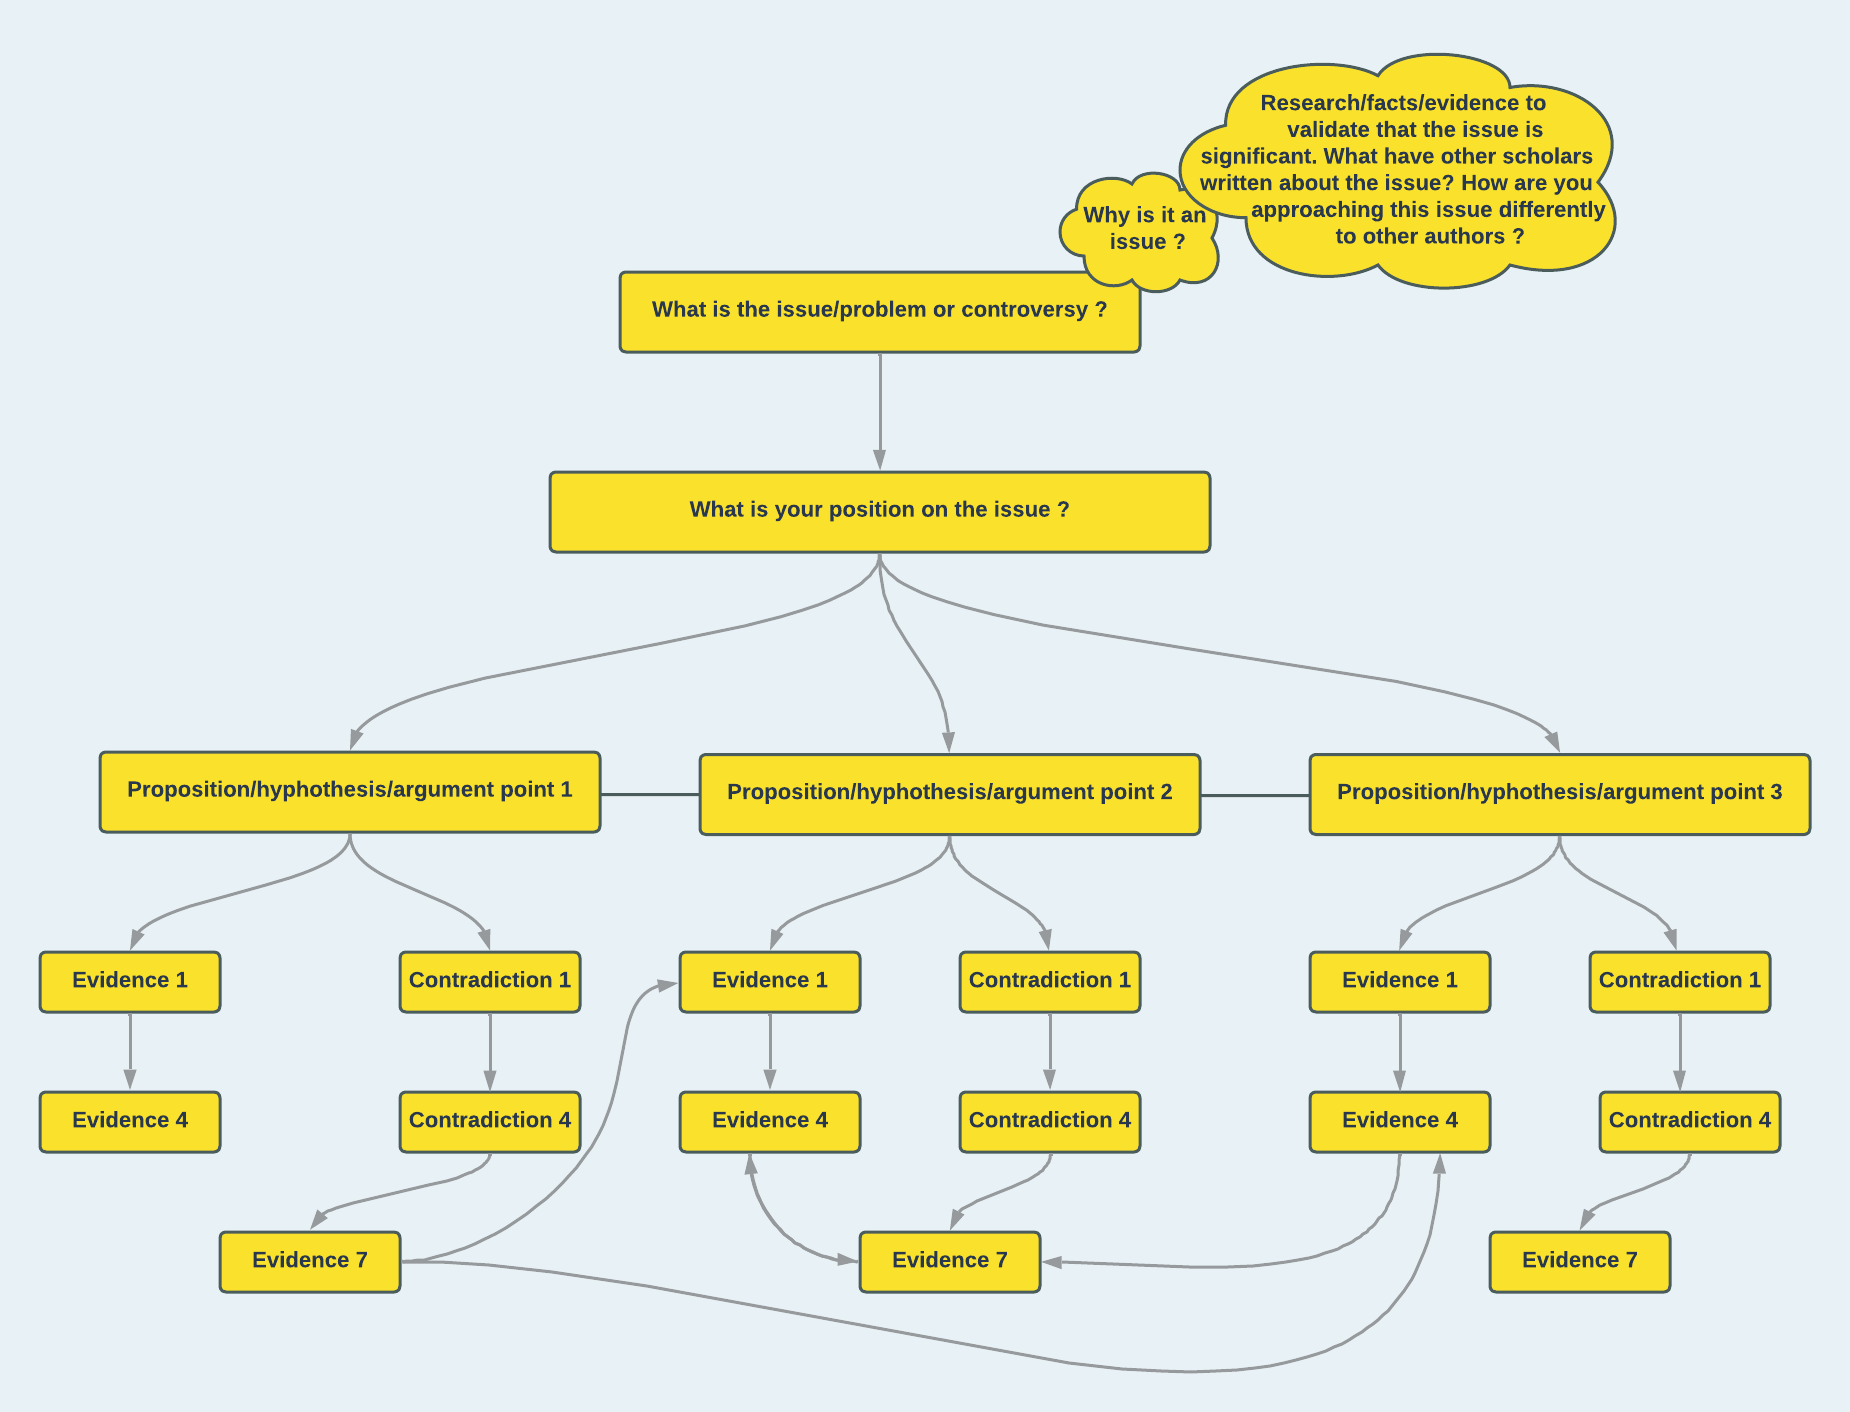 Research/facts/evidence to
validate that the issue is
significant. What have other scholars
written about the issue? How are you
approaching this issue differently
to other authors ?
Why is it an
issue ?
What is the issue/problem or controversy ?
What is your position on the issue ?
Proposition/hyphothesis/argument point 1
Proposition/hyphothesis/argument point 2
Proposition/hyphothesis/argument point 3
Evidence 1
Contradiction 1
Evidence 1
Contradiction 1
Evidence 1
Contradiction 1
Evidence 4
Contradiction 4
Evidence 4
Contradiction 4
Evidence 4
Contradiction 4
Evidence 7
Evidence 7
Evidence 7